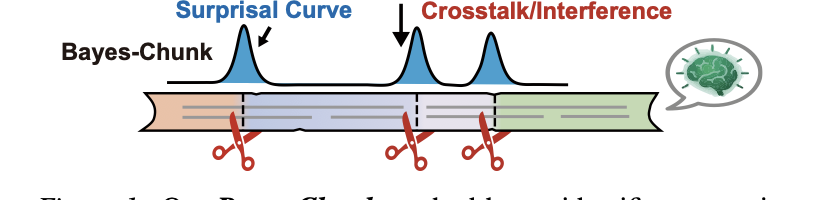 Surprisal Curve
Crosstalk/Interference
Bayes-Chunk